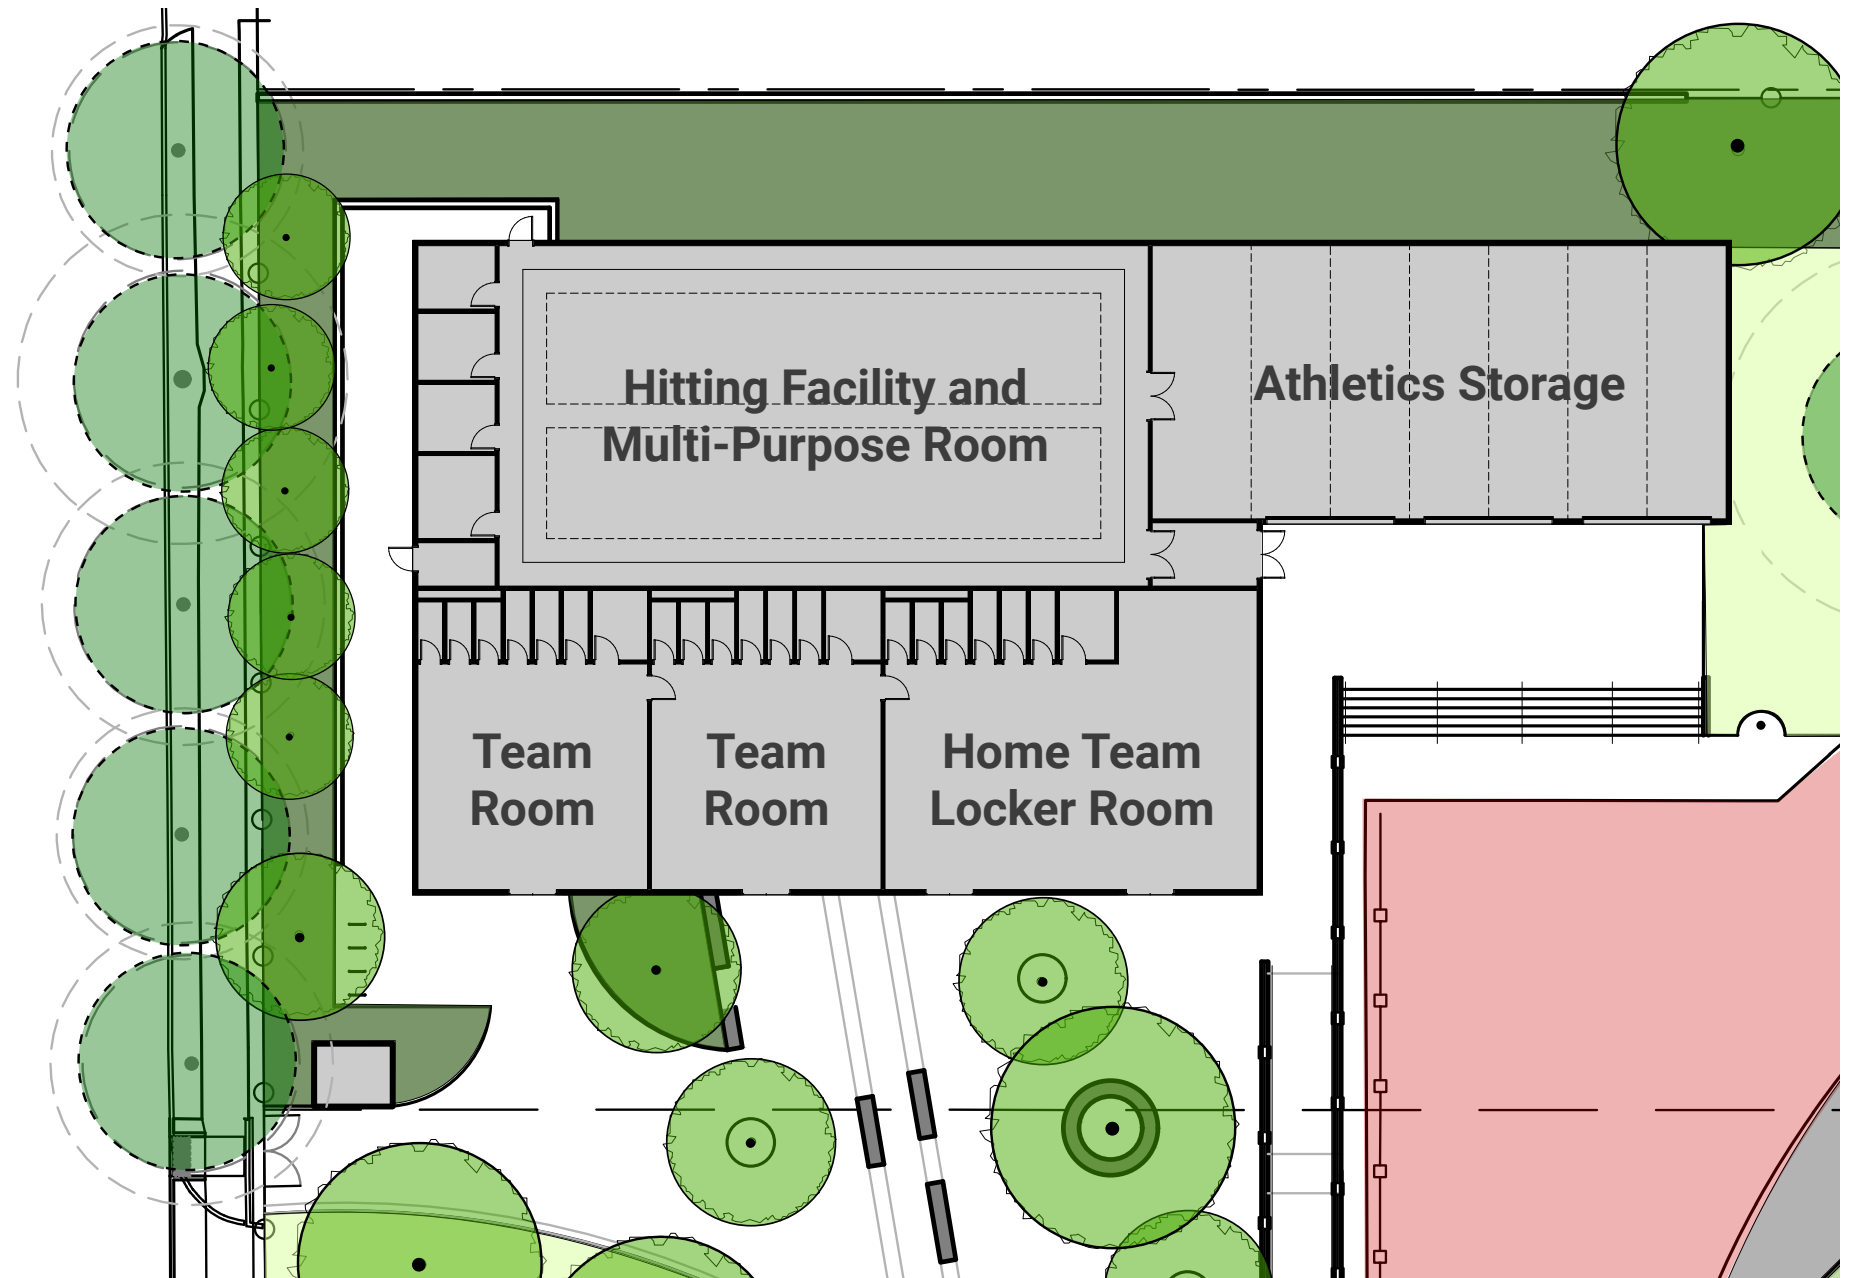 Hitting Facility and
Multi-Purpose Room
Athletics Storage
Team
Room
Team
Room
Home Team
Locker Room